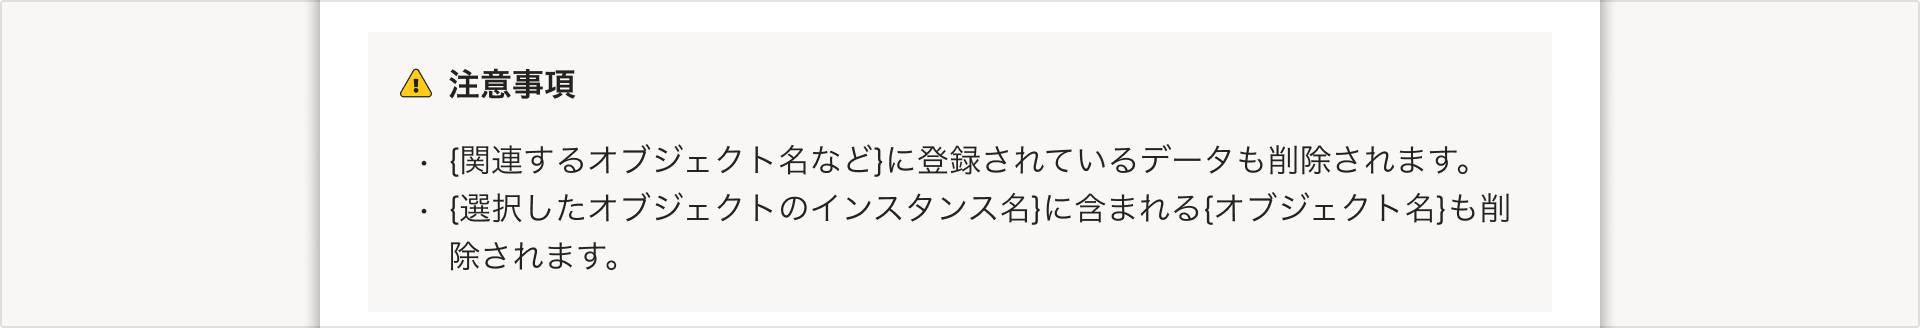 注意事項
・{関連するオブジェクト名など}に登録されているデータも削除されます。
・{選択したオブジェクトのインスタンス名}に含まれる{オブジェクト名}も削
除されます。